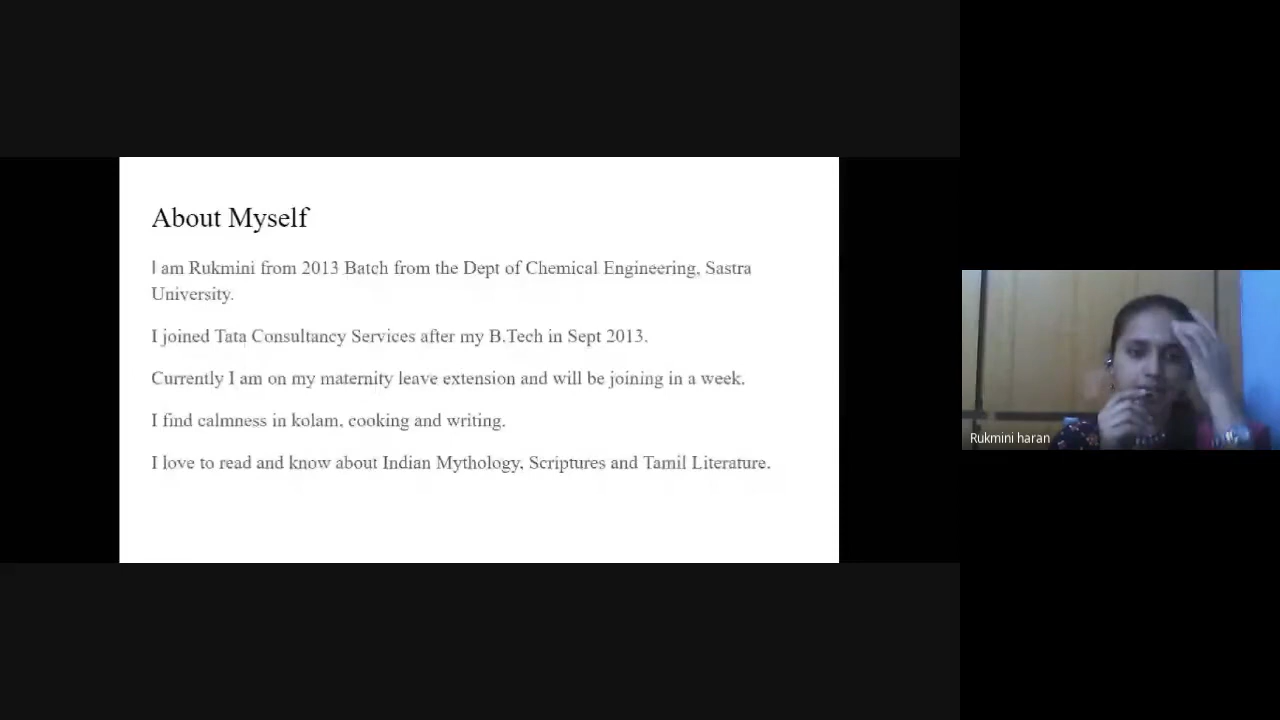 About Myself
I am Rukmini from 2013 Batch from the Dept of Chemical Engineering, Sastra
University.
I joined Tata Consultancy Services after my B.Tech in Sept 2013.
Currently I am on my maternity leave extension and will be joining in a week.
I find calmness in kolam, cooking and writing.
I love to read and know about Indian Mythology, Scriptures and Tamil Literature.
Rukmini haran